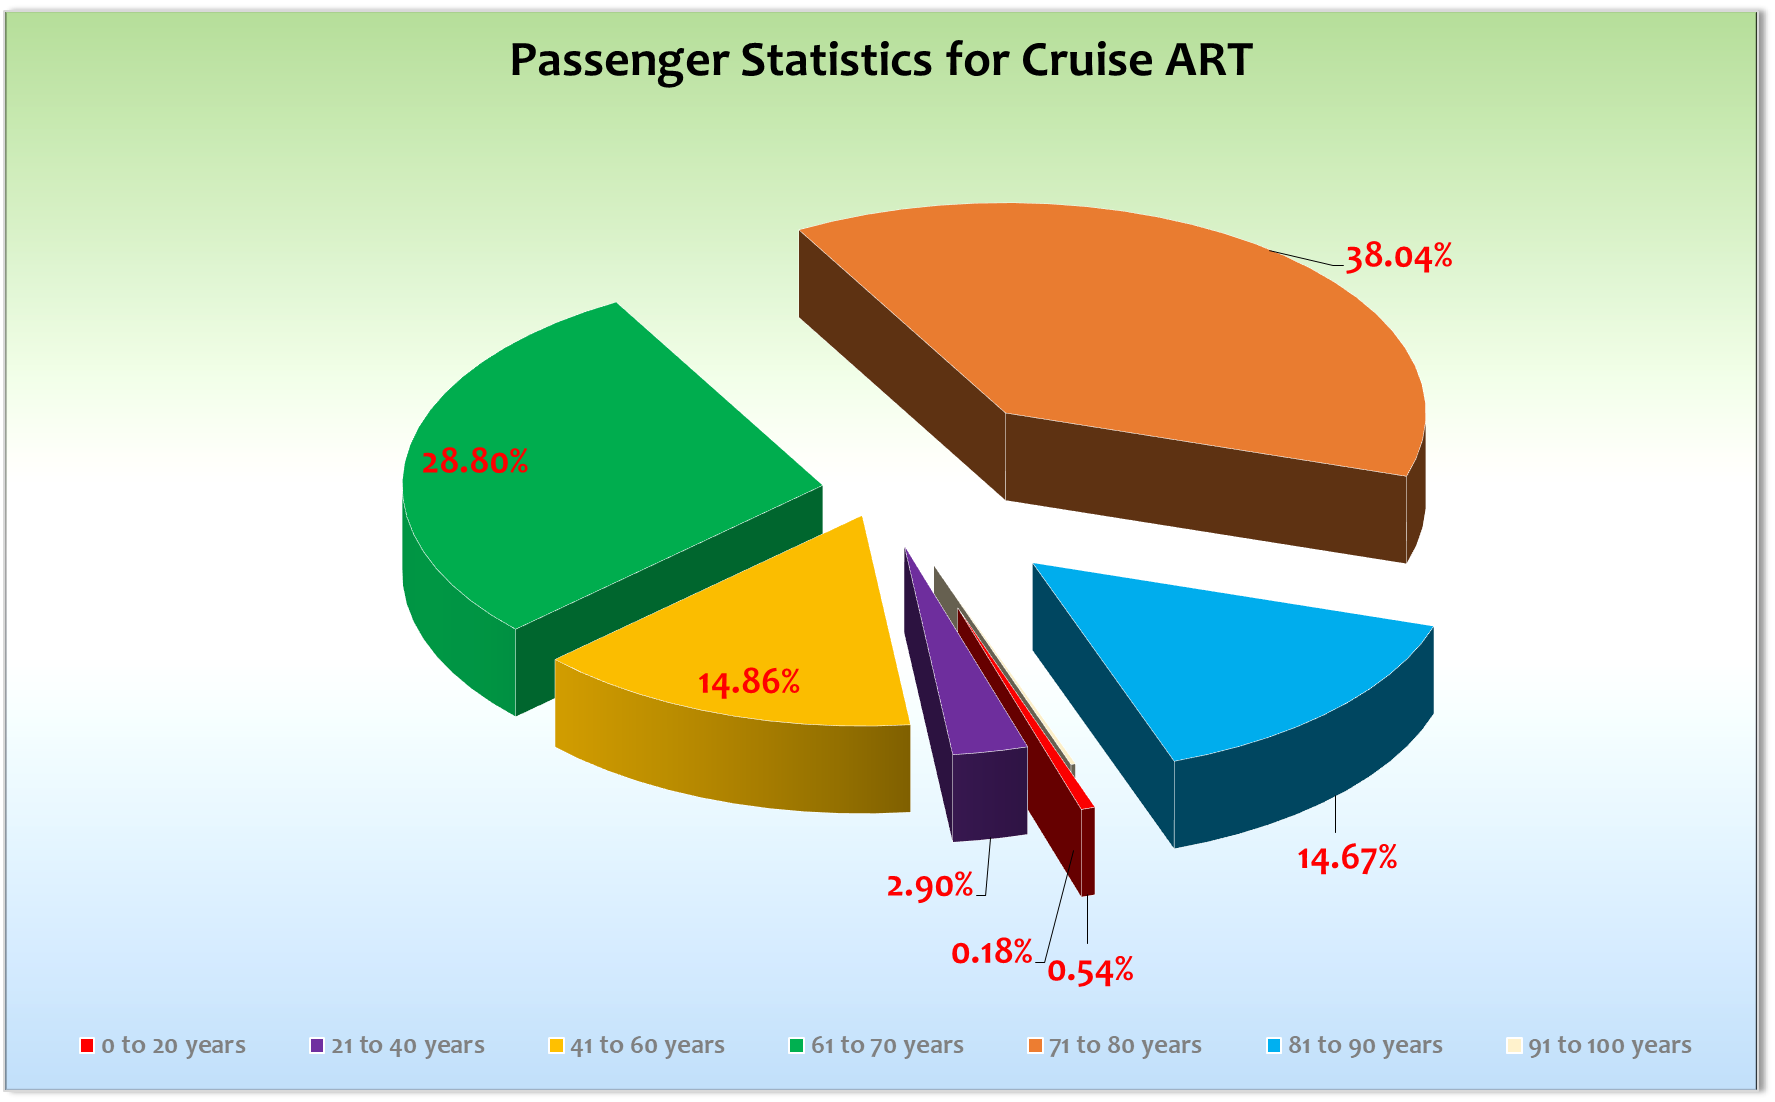 Passenger Statistics for Cruise ART
38.04%
28.80%
14.86%
14.67%
2.90%
0.18%
0.54%
0 to 20 years
21 to 40 years
41 to 60 years
61 to 70 years
71 to 80 years
81 to 90 years
91 to 100 years